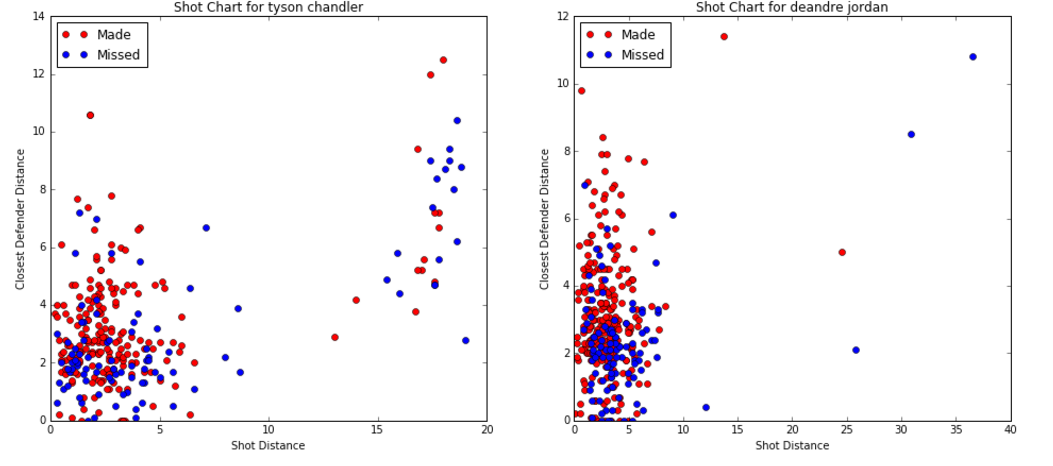 Shot Chart for tyson chandler
Made
Missed
Closest Defender Distance
14
12
10
8
6
4
2
0
0 5 10 15 20
Shot Distance
Shot Chart for deandre jordan
Made
Missed
Closest Defender Distance
12
10
8
6
4
2
0
0 5 10 15 20 25 30 35 40
Shot Distance